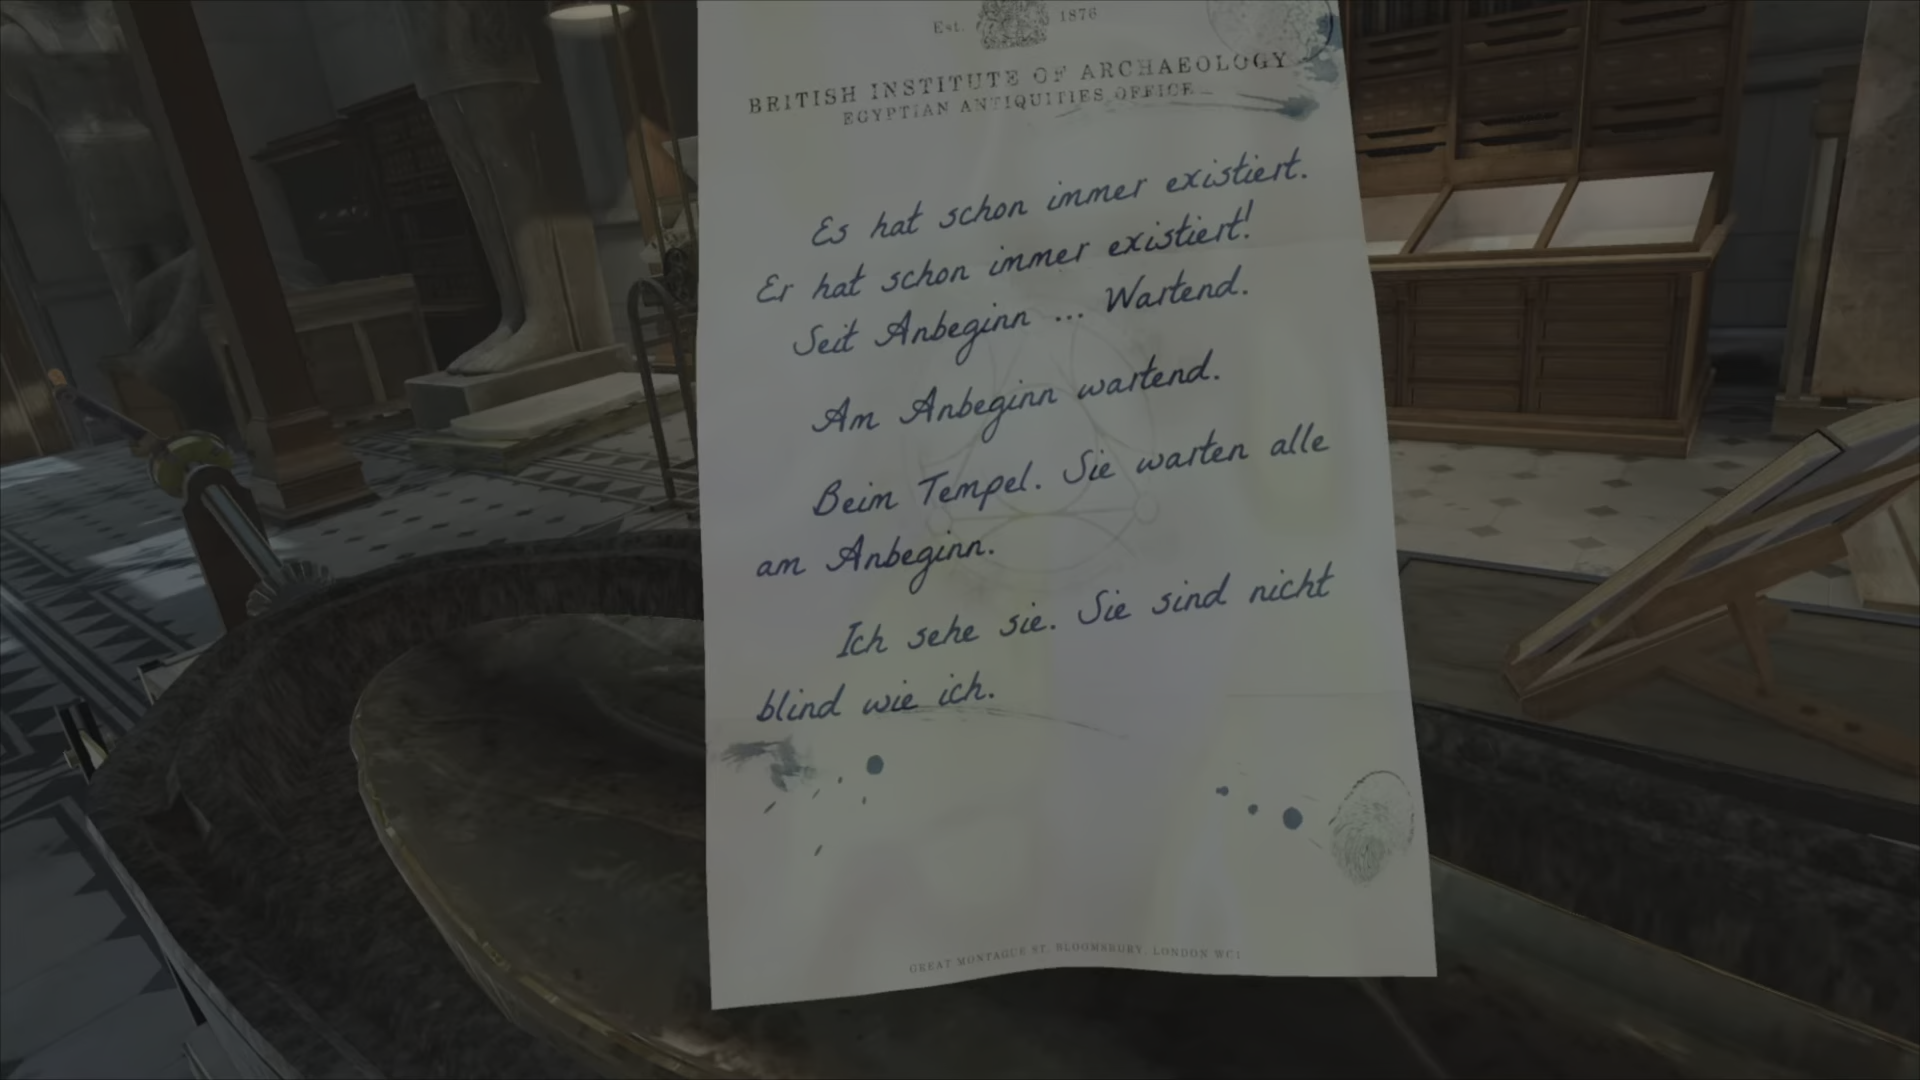 Est. 1876
BRITISH INSTITUTE OF ARCHAEOLOGY
EGYPTIAN ANTIQUITIES OFFICE
Es hat schon immer existiert.
Er hat schon immer existiert!
Seit Anbeginn ... Wartend.
Am Anbeginn wartend.
Beim Tempel. Sie warten alle
am Anbeginn.
Ich sehe sie. Sie sind nicht
blind wie ich.
GREAT MONTAGUE ST. BLOOMSBURY, LONDON WC1